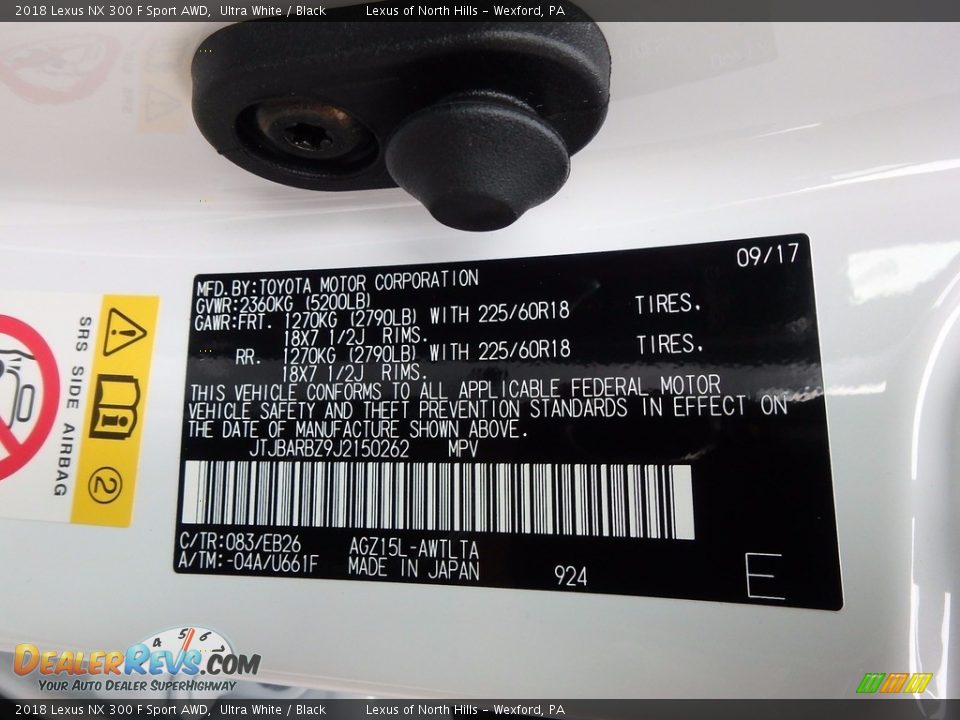 2018 Lexus NX 300 F Sport AWD, Ultra White / Black Lexus of North Hills - Wexford, PA
09/17
MFD. BY: TOYOTA MOTOR CORPORATION
GVWR: 2360KG (5200LB)
GAWR: FRT. 1270KG (2790LB) WITH 225/60R18 TIRES.
18X7 1/2J RIMS.
RR. 1270KG (2790LB) WITH 225/60R18 TIRES.
18X7 1/2J RIMS.
THIS VEHICLE CONFORMS TO ALL APPLICABLE FEDERAL MOTOR
VEHICLE SAFETY AND THEFT PREVENTION STANDARDS IN EFFECT ON
THE DATE OF MANUFACTURE SHOWN ABOVE.
JTJBARBZ9J2150262 MPV
C/TR: 083/EB26 AGZ15L-AWTLTA
A/TM: -04A/U661F MADE IN JAPAN 924
E
SRS SIDE AIRBAG
2
4 5 6
DEALERREVS.COM
YOUR AUTO DEALER SUPERHIGHWAY
2018 Lexus NX 300 F Sport AWD, Ultra White / Black Lexus of North Hills - Wexford, PA